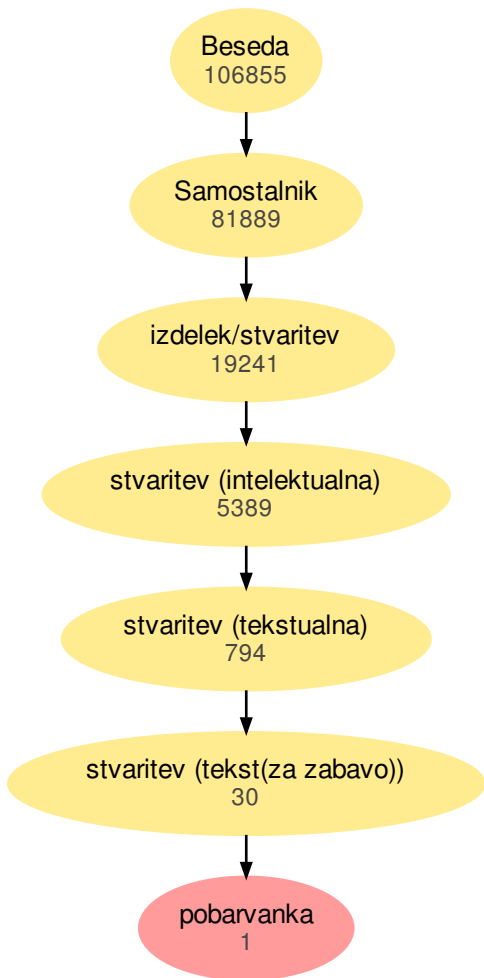 Beseda
106855
Samostalnik
81889
izdelek/stvaritev
19241
stvaritev (intelektualna)
5389
stvaritev (tekstualna)
794
stvaritev (tekst(za zabavo))
30
pobarvanka
1